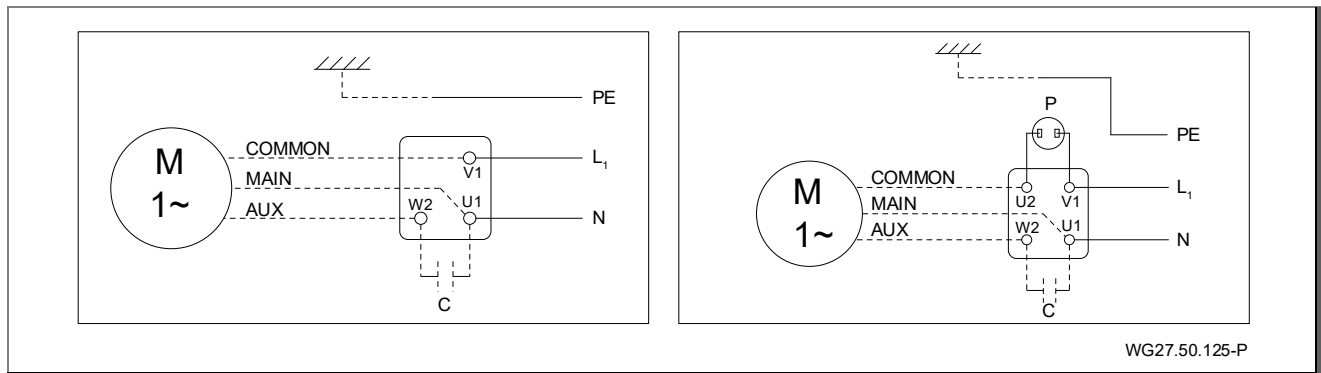 PE
COMMON
M
1~
V1
L₁
MAIN
AUX
W2
U1
N
C
P
PE
COMMON
M
1~
U2
V1
L₁
MAIN
AUX
W2
U1
N
C
WG27.50.125-P